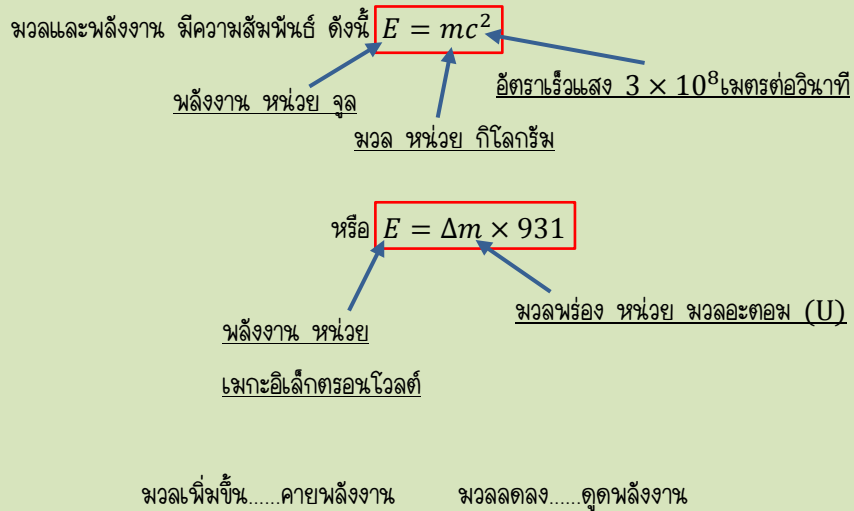 มวลและพลังงาน มีความสัมพันธ์ ดังนี้ E = mc²
อัตราเร็วแสง 3 × 10⁸เมตรต่อวินาที
พลังงาน หน่วย จูล
มวล หน่วย กิโลกรัม
หรือ E = Δm × 931
มวลพร่อง หน่วย มวลอะตอม (U)
พลังงาน หน่วย
เมกะอิเล็กตรอนโวลต์
มวลเพิ่มขึ้น......คายพลังงาน มวลลดลง......ดูดพลังงาน